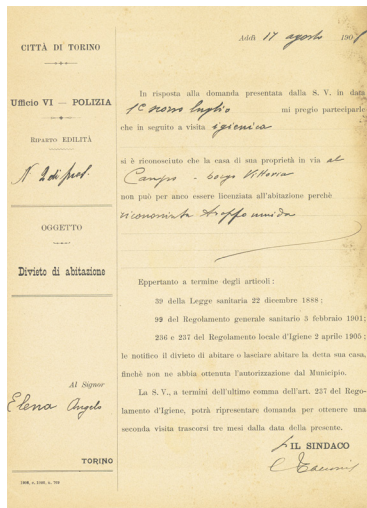 Addì 17 agosto 190
CITTÀ DI TORINO
Ufficio VI — POLIZIA
RIPARTO EDILITÀ
N 2 di prot.
OGGETTO
Divieto di abitazione
Al Signor
Elena Angelo
TORINO
In risposta alla domanda presentata dalla S. V. in data
luglio mi pregio parteciparle
che in seguito a visita igienica
si è riconosciuto che la casa di sua proprietà in via al
Campo - borgo Vittoria
non può per anco essere licenziata all'abitazione perchè
riconosciuta troppo umida
Eppertanto a termine degli articoli:
39 della Legge sanitaria 22 dicembre 1888;
99 del Regolamento generale sanitario 3 febbraio 1901;
236 e 237 del Regolamento locale d'Igiene 2 aprile 1905;
le notifico il divieto di abitare o lasciare abitare la detta sua casa,
finchè non ne abbia ottenuta l'autorizzazione dal Municipio.
La S. V., a termini dell'ultimo comma dell'art. 237 del Rego-
lamento d'Igiene, potrà ripresentare domanda per ottenere una
seconda visita trascorsi tre mesi dalla data della presente.
IL SINDACO